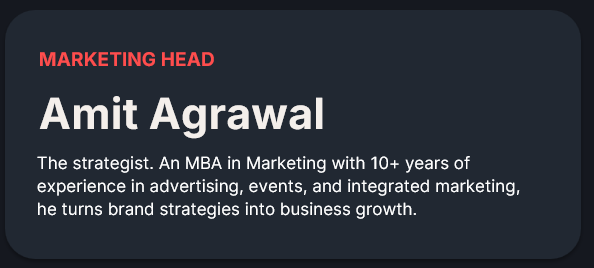 MARKETING HEAD
Amit Agrawal
The strategist. An MBA in Marketing with 10+ years of
experience in advertising, events, and integrated marketing,
he turns brand strategies into business growth.